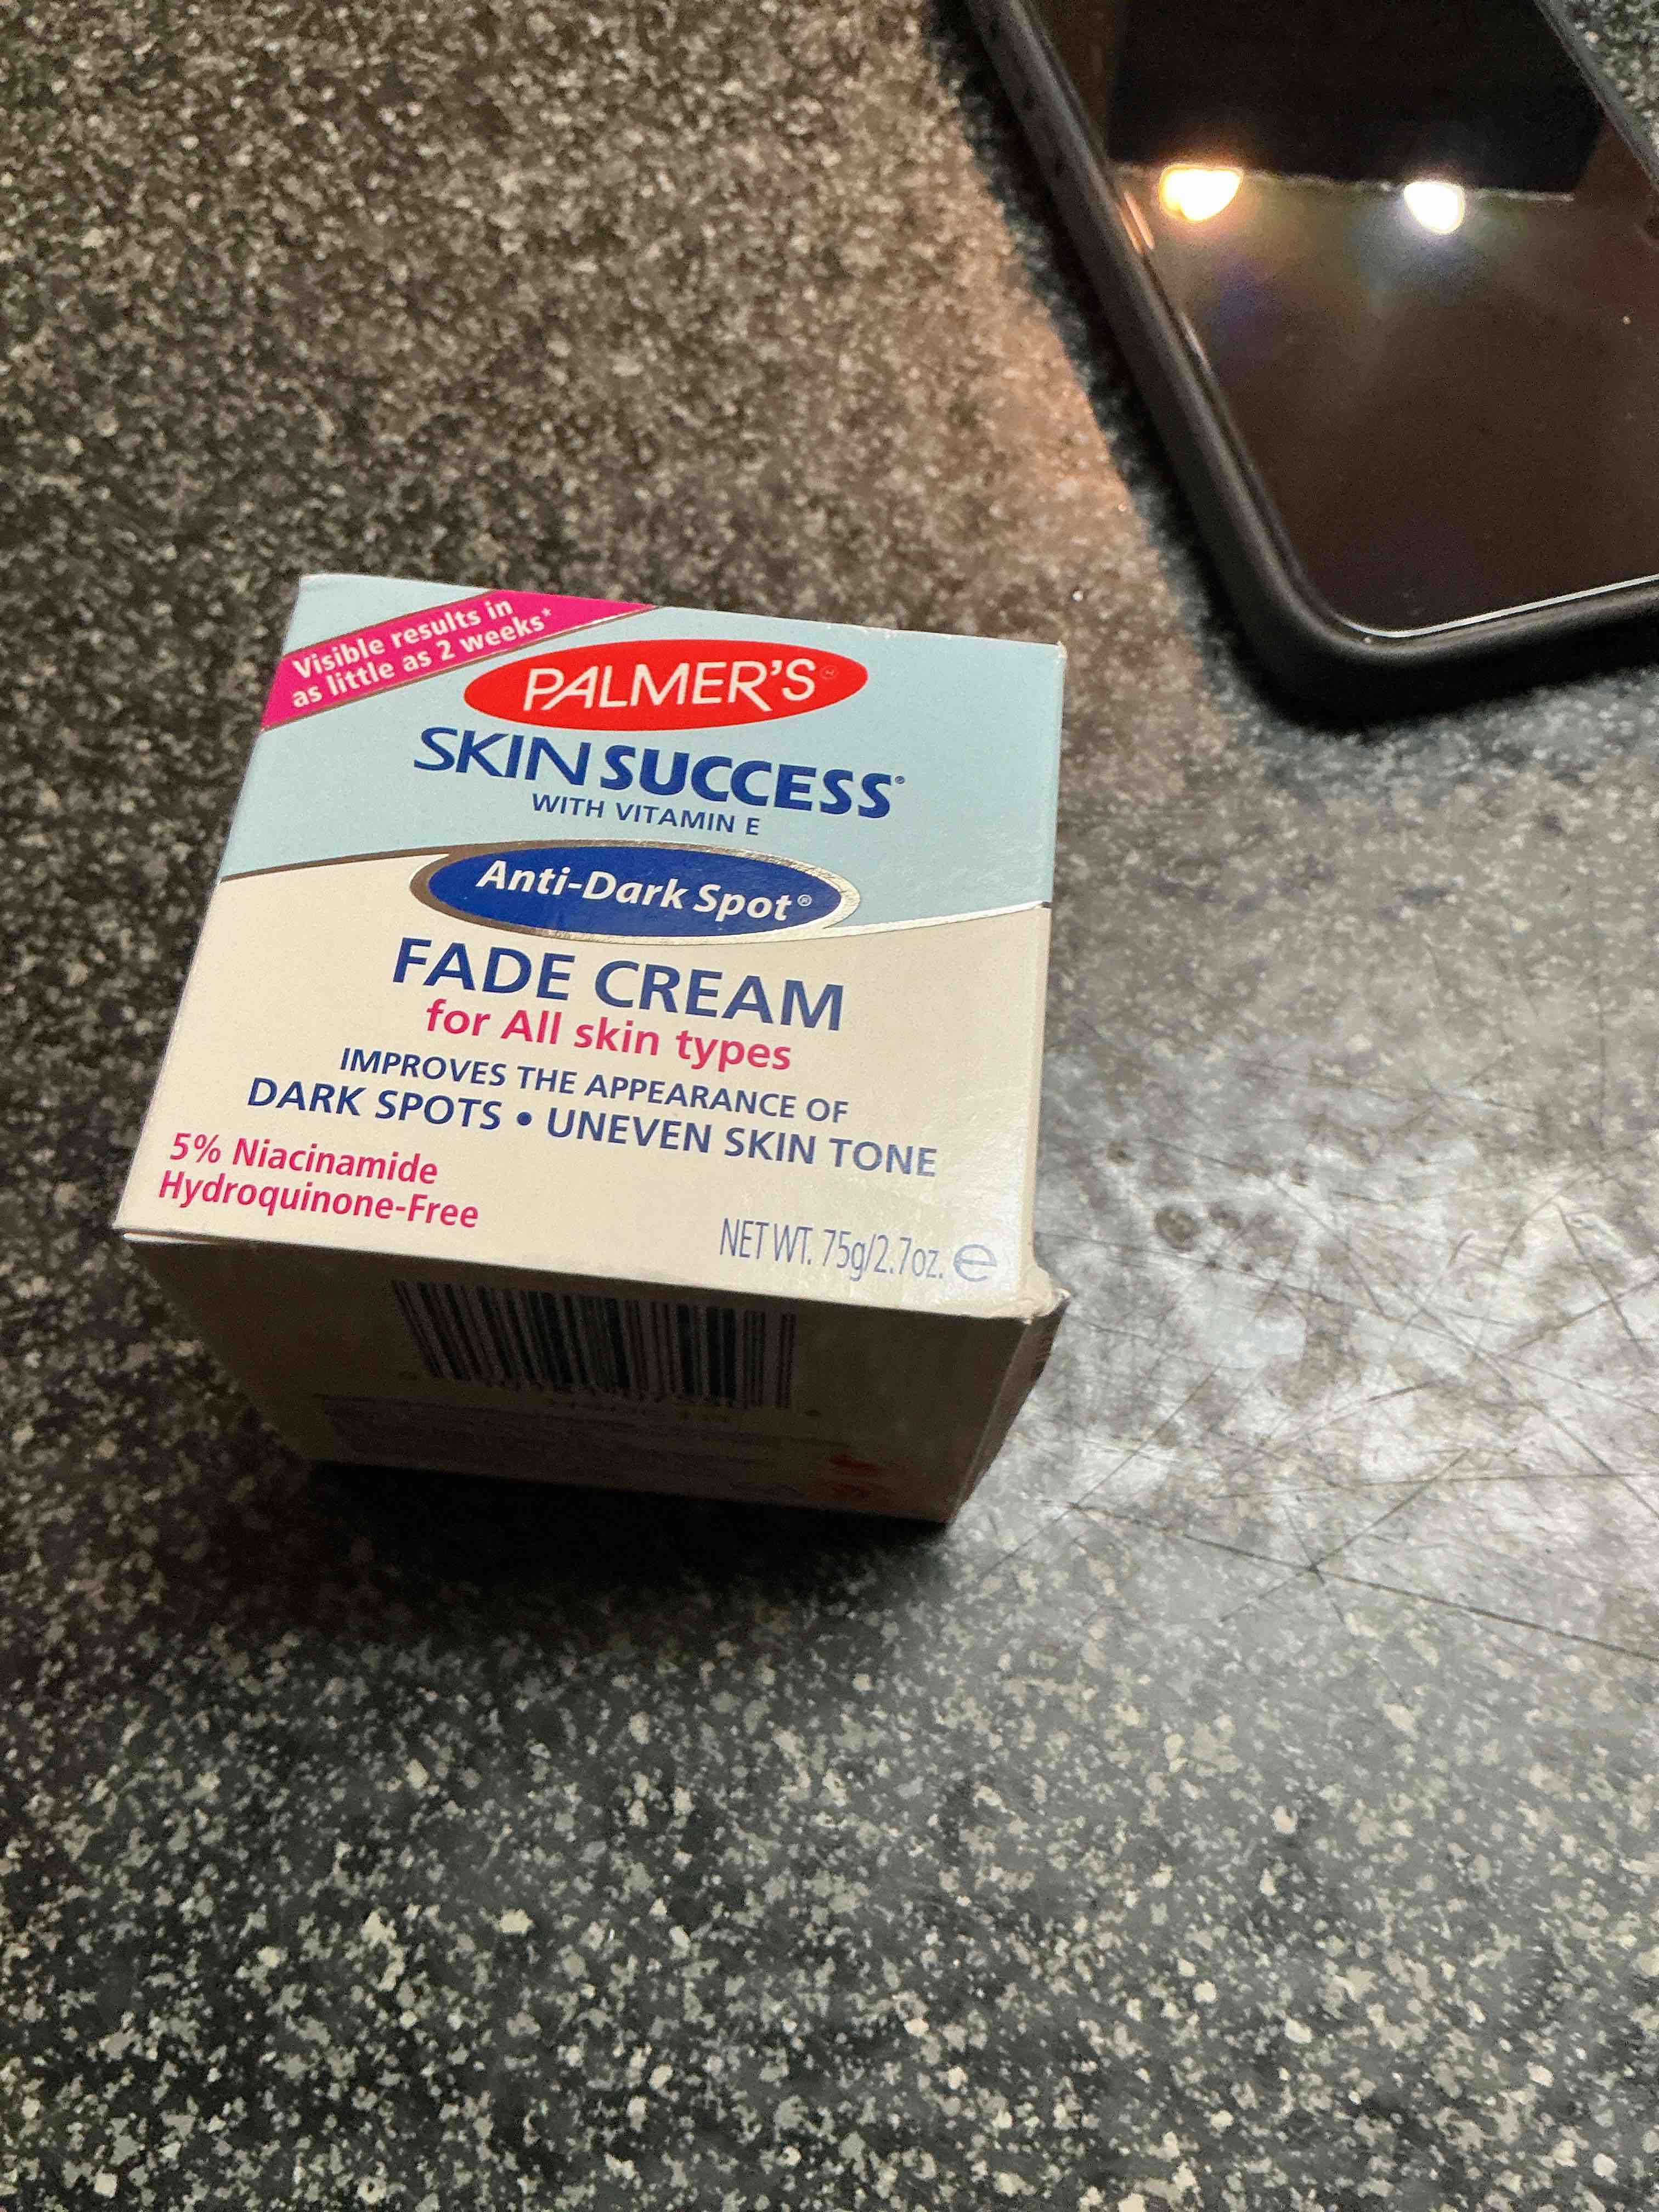 Visible results in
as little as 2 weeks*
PALMER'S
SKIN SUCCESS®
WITH VITAMIN E
Anti-Dark Spot®
FADE CREAM
for All skin types
IMPROVES THE APPEARANCE OF
DARK SPOTS • UNEVEN SKIN TONE
5% Niacinamide
Hydroquinone-Free
NET WT. 75g/2.7oz. ℮